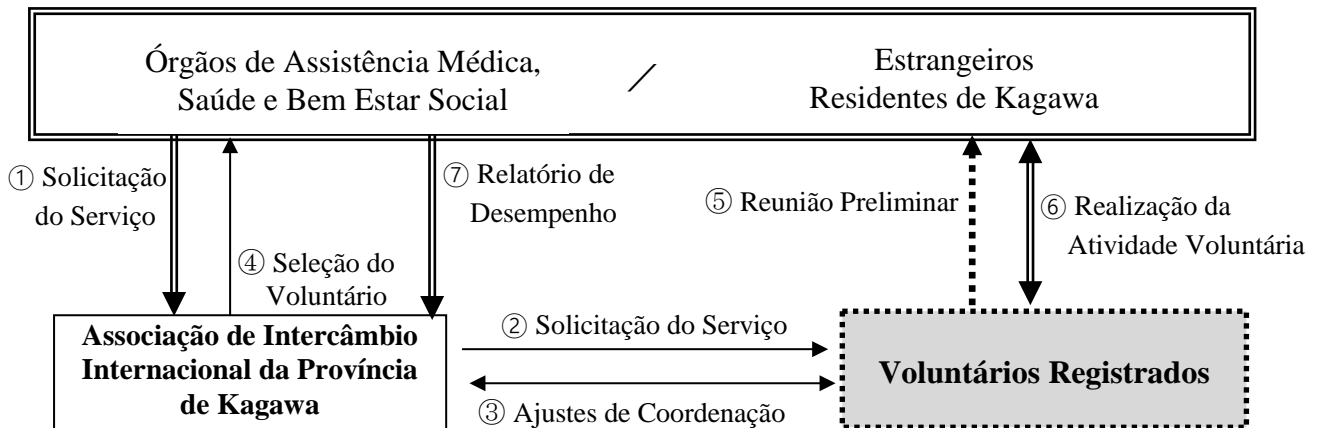 Órgãos de Assistência Médica,
Saúde e Bem Estar Social
／
Estrangeiros
Residentes de Kagawa
① Solicitação
do Serviço
④ Seleção do
Voluntário
⑦ Relatório de
Desempenho
⑤ Reunião Preliminar
⑥ Realização da
Atividade Voluntária
Associação de Intercâmbio
Internacional da Província
de Kagawa
② Solicitação do Serviço
③ Ajustes de Coordenação
Voluntários Registrados